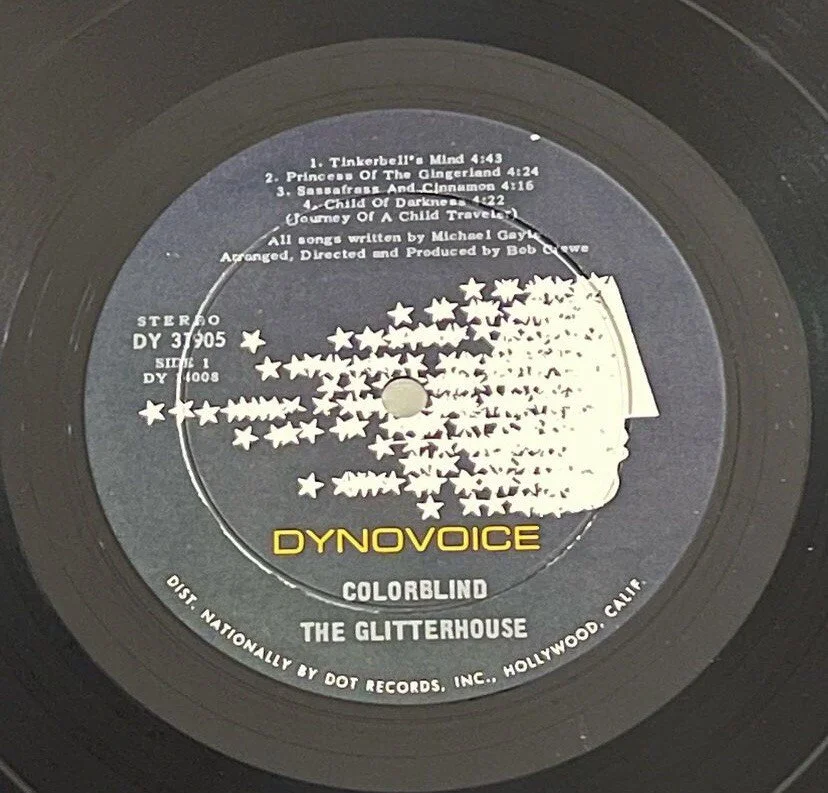 1. Tinkerbell's Mind 4:43
2. Princess Of The Gingerland 4:24
3. Sassafrass And Cinnamon 4:16
4. Child Of Darkness 4:22
(Journey Of A Child Traveler)
All songs written by Michael Gayle
Arranged, Directed and Produced by Bob Crewe
STEREO
DY 31905
SIDE 1
DY 14008
DYNOVOICE
COLORBLIND
THE GLITTERHOUSE
DIST. NATIONALLY BY DOT RECORDS, INC., HOLLYWOOD, CALIF.